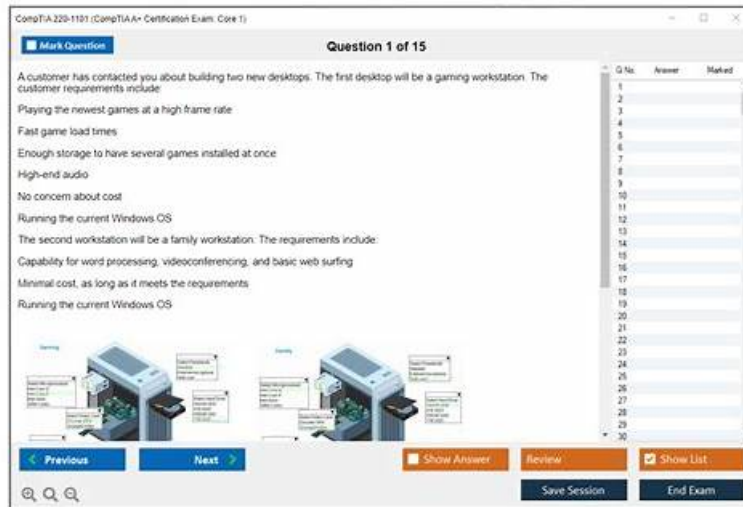 CompTIA 220-1101 (CompTIA A+ Certification Exam: Core 1)
Mark Question
Question 1 of 15
A customer has contacted you about building two new desktops. The first desktop will be a gaming workstation. The
customer requirements include:
Playing the newest games at a high frame rate
Fast game load times
Enough storage to have several games installed at once
High-end audio
No concern about cost
Running the current Windows OS
The second workstation will be a family workstation. The requirements include:
Capability for word processing, videoconferencing, and basic web surfing
Minimal cost, as long as it meets the requirements
Running the current Windows OS
Q No. Answer Marked
1
2
3
4
5
6
7
8
9
10
11
12
13
14
15
16
17
18
19
20
21
22
23
24
25
26
27
28
29
30
Gaming
Family
Previous
Next
Show Answer
Review
Show List
Save Session
End Exam